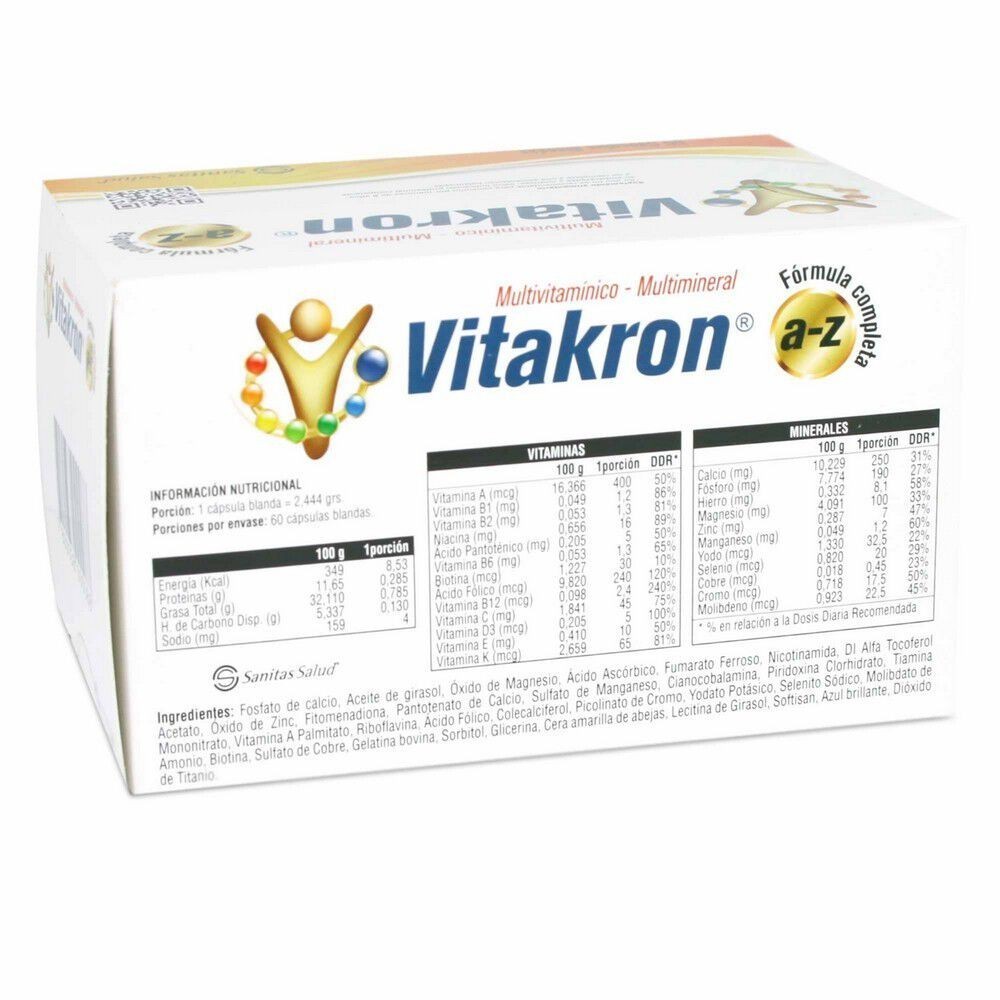 Sanitas Salud
Vitakron®
Multivitamínico - Multimineral
a-z
Fórmula completa
Vitakron
Multivitamínico - Multimineral
Vitakron®
Fórmula completa
a-z
INFORMACIÓN NUTRICIONAL
Porción: 1 cápsula blanda = 2,444 grs
Porciones por envase: 60 cápsulas blandas.
100 g 1porción
Energía (Kcal) 349 8,53
Proteínas (g) 11,65 0,285
Grasa Total (g) 32,110 0,785
H. de Carbono Disp. (g) 5,337 0,130
Sodio (mg) 159 4
VITAMINAS
100 g 1porción DDR*
Vitamina A (mcg) 16,366 400 50%
Vitamina B1 (mg) 0,049 1,2 86%
Vitamina B2 (mg) 0,053 1,3 81%
Niacina (mg) 0,656 16 89%
Ácido Pantoténico (mg) 0,205 5 50%
Vitamina B6 (mg) 0,053 1,3 65%
Biotina (mcg) 1,227 30 10%
Ácido Fólico (mcg) 9,820 240 120%
Vitamina B12 (mcg) 0,098 2,4 240%
Vitamina C (mg) 1,841 45 75%
Vitamina D3 (mcg) 0,205 5 100%
Vitamina E (mg) 0,410 10 50%
Vitamina K (mcg) 2,659 65 81%
MINERALES
100 g 1porción DDR*
Calcio (mg) 10,229 250 31%
Fósforo (mg) 7,774 190 27%
Hierro (mg) 0,332 8,1 58%
Magnesio (mg) 4,091 100 33%
Zinc (mg) 0,287 7 47%
Manganeso (mg) 0,049 1,2 60%
Yodo (mcg) 1,330 32,5 22%
Selenio (mcg) 0,820 20 29%
Cobre (mcg) 0,018 0,45 23%
Cromo (mcg) 0,718 17,5 50%
Molibdeno (mcg) 0,923 22,5 45%
* % en relación a la Dosis Diaria Recomendada
Sanitas Salud
Ingredientes: Fosfato de calcio, Aceite de girasol, Óxido de Magnesio, Ácido Ascórbico, Fumarato Ferroso, Nicotinamida, Dl Alfa Tocoferol
Acetato, Óxido de Zinc, Fitomenadiona, Pantotenato de Calcio, Sulfato de Manganeso, Cianocobalamina, Piridoxina Clorhidrato, Tiamina
Mononitrato, Vitamina A Palmitato, Riboflavina, Ácido Fólico, Colecalciferol, Picolinato de Cromo, Yodato Potásico, Selenito Sódico, Molibdato de
Amonio, Biotina, Sulfato de Cobre, Gelatina bovina, Sorbitol, Glicerina, Cera amarilla de abejas, Lecitina de Girasol, Softisan, Azul brillante, Dióxido
de Titanio.